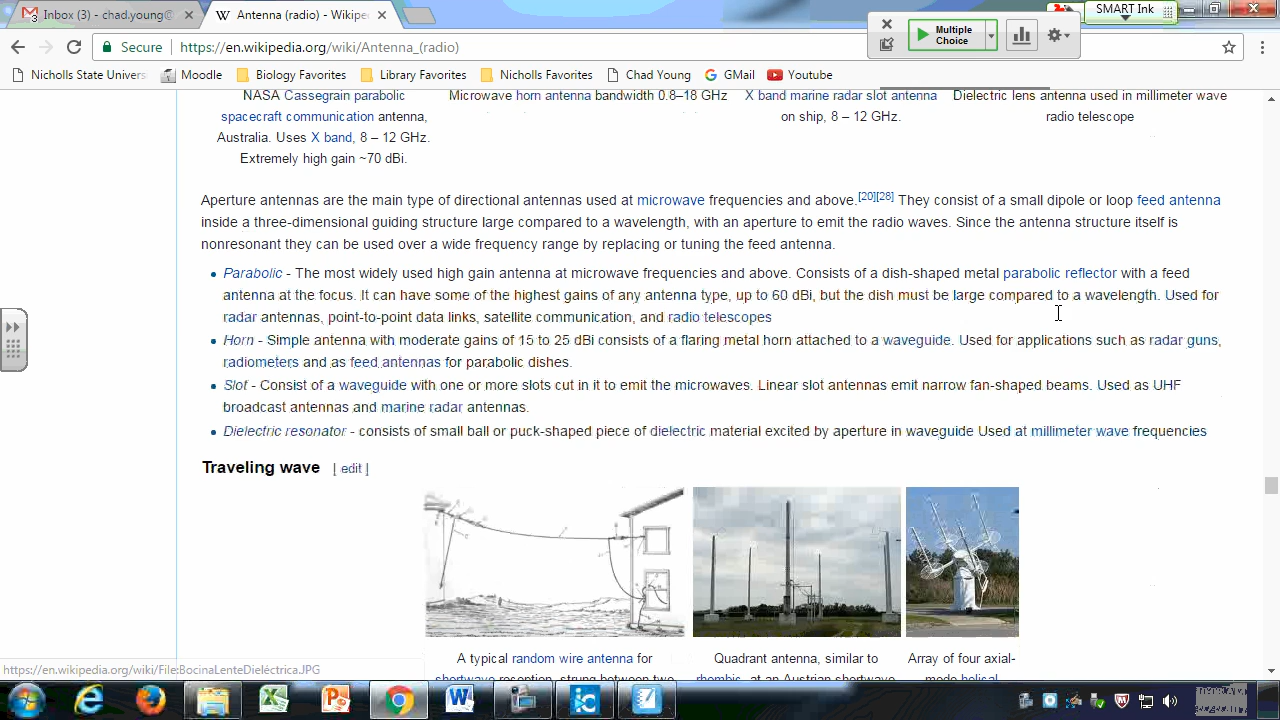 Inbox (3) - chad.young@
Antenna (radio) - Wikipe
SMART Ink
Secure
https://en.wikipedia.org/wiki/Antenna_(radio)
Multiple
Choice
Nicholls State Univers
Moodle
Biology Favorites
Library Favorites
Nicholls Favorites
Chad Young
GMail
Youtube
NASA Cassegrain parabolic
spacecraft communication antenna,
Australia. Uses X band, 8 – 12 GHz.
Extremely high gain ~70 dBi.
Microwave horn antenna bandwidth 0.8–18 GHz
X band marine radar slot antenna
on ship, 8 – 12 GHz.
Dielectric lens antenna used in millimeter wave
radio telescope
Aperture antennas are the main type of directional antennas used at microwave frequencies and above.[20][28] They consist of a small dipole or loop feed antenna
inside a three-dimensional guiding structure large compared to a wavelength, with an aperture to emit the radio waves. Since the antenna structure itself is
nonresonant they can be used over a wide frequency range by replacing or tuning the feed antenna.
Parabolic - The most widely used high gain antenna at microwave frequencies and above. Consists of a dish-shaped metal parabolic reflector with a feed
antenna at the focus. It can have some of the highest gains of any antenna type, up to 60 dBi, but the dish must be large compared to a wavelength. Used for
radar antennas, point-to-point data links, satellite communication, and radio telescopes
Horn - Simple antenna with moderate gains of 15 to 25 dBi consists of a flaring metal horn attached to a waveguide. Used for applications such as radar guns,
radiometers and as feed antennas for parabolic dishes.
Slot - Consist of a waveguide with one or more slots cut in it to emit the microwaves. Linear slot antennas emit narrow fan-shaped beams. Used as UHF
broadcast antennas and marine radar antennas.
Dielectric resonator - consists of small ball or puck-shaped piece of dielectric material excited by aperture in waveguide Used at millimeter wave frequencies
Traveling wave [ edit ]
A typical random wire antenna for
shortwave reception, strung between two
Quadrant antenna, similar to
rhombic, at an Austrian shortwave
Array of four axial-
mode helical
https://en.wikipedia.org/wiki/File:BocinaLenteDieléctrica.JPG